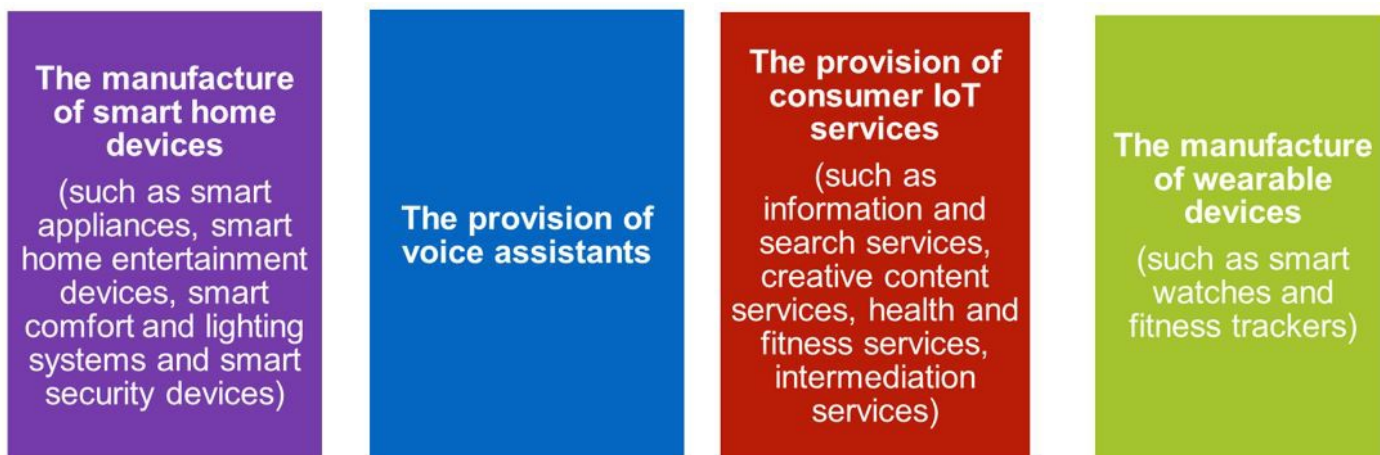 The manufacture
of smart home
devices
(such as smart
appliances, smart
home entertainment
devices, smart
comfort and lighting
systems and smart
security devices)
The provision of
voice assistants
The provision of
consumer IoT
services
(such as
information and
search services,
creative content
services, health and
fitness services,
intermediation
services)
The manufacture
of wearable
devices
(such as smart
watches and
fitness trackers)